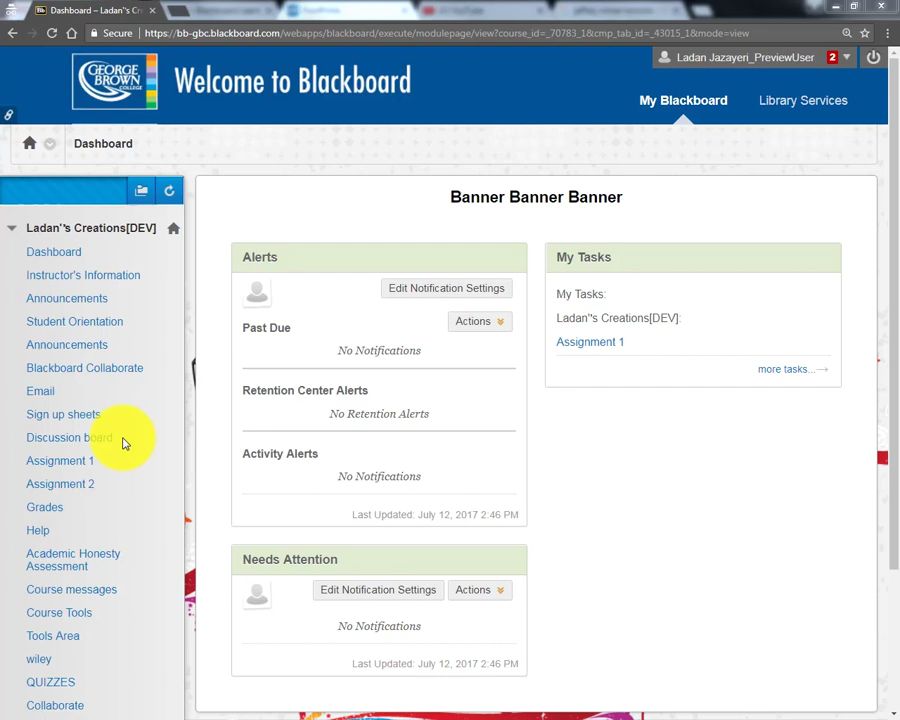 Dashboard – Ladan's Cr
Secure
https://bb-gbc.blackboard.com/webapps/blackboard/execute/modulepage/view?course_id=_70783_1&cmp_tab_id=_43015_1&mode=view
Ladan Jazayeri_PreviewUser 2
GEORGE BROWN COLLEGE
Welcome to Blackboard
My Blackboard
Library Services
Dashboard
Ladan''s Creations[DEV]
Dashboard
Instructor's Information
Announcements
Student Orientation
Announcements
Blackboard Collaborate
Email
Sign up sheets
Discussion board
Assignment 1
Assignment 2
Grades
Help
Academic Honesty
Assessment
Course messages
Course Tools
Tools Area
wiley
QUIZZES
Collaborate
Banner Banner Banner
Alerts
Edit Notification Settings
Actions
Past Due
No Notifications
Retention Center Alerts
No Retention Alerts
Activity Alerts
No Notifications
Last Updated: July 12, 2017 2:46 PM
Needs Attention
Edit Notification Settings
Actions
No Notifications
Last Updated: July 12, 2017 2:46 PM
My Tasks
My Tasks:
Ladan''s Creations[DEV]:
Assignment 1
more tasks...→